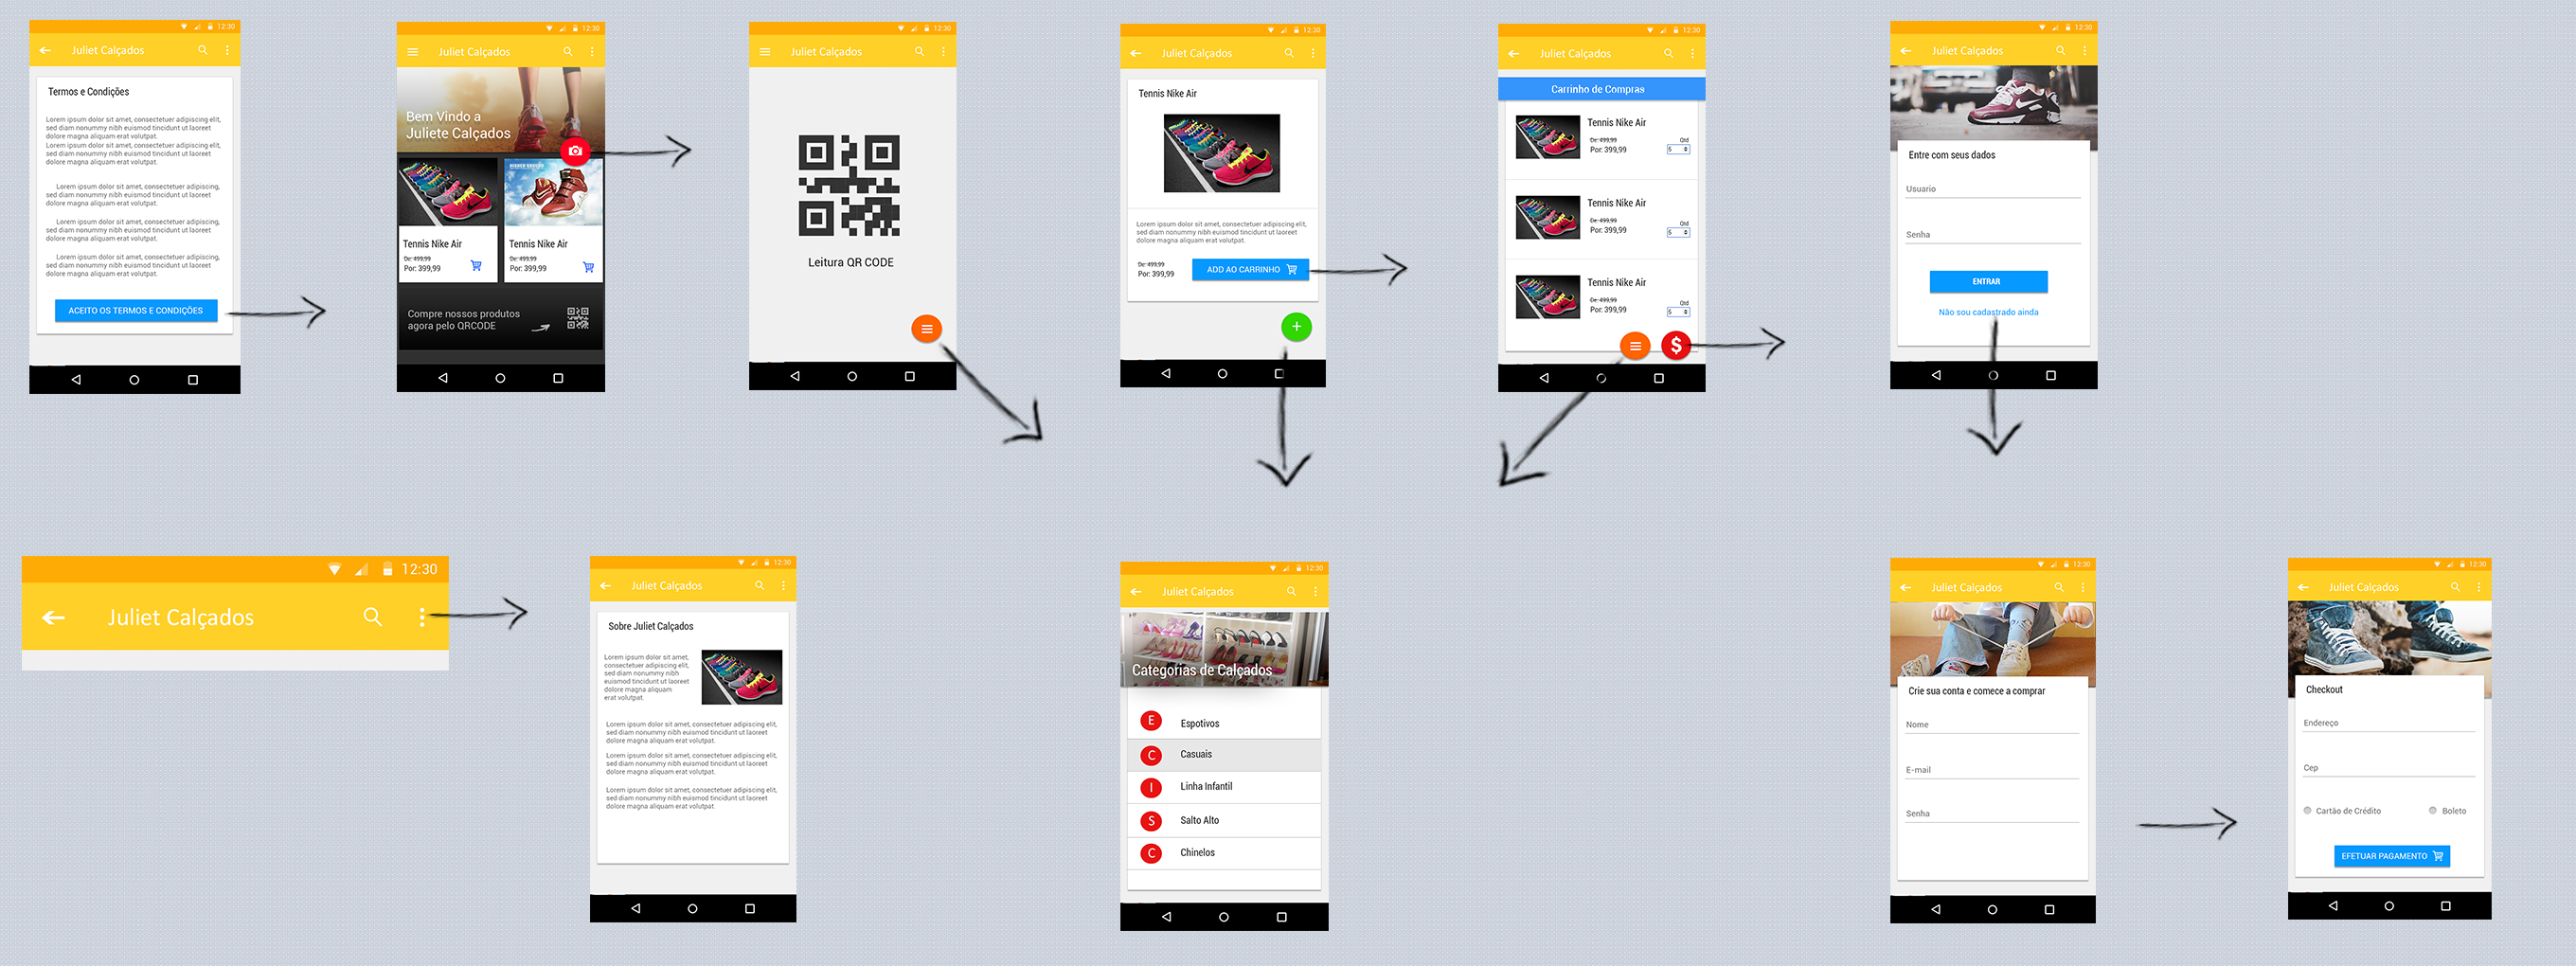 12:30
Juliet Calçados
Termos e Condições
Lorem ipsum dolor sit amet, consectetuer adipiscing elit,
sed diam nonummy nibh euismod tincidunt ut laoreet
dolore magna aliquam erat volutpat.
Lorem ipsum dolor sit amet, consectetuer adipiscing elit,
sed diam nonummy nibh euismod tincidunt ut laoreet
dolore magna aliquam erat volutpat.
Lorem ipsum dolor sit amet, consectetuer adipiscing,
sed diam nonummy nibh euismod tincidunt ut laoreet
dolore magna aliquam erat volutpat.
Lorem ipsum dolor sit amet, consectetuer adipiscing,
sed diam nonummy nibh euismod tincidunt ut laoreet
dolore magna aliquam erat volutpat.
Lorem ipsum dolor sit amet, consectetuer adipiscing,
sed diam nonummy nibh euismod tincidunt ut laoreet
dolore magna aliquam erat volutpat.
ACEITO OS TERMOS E CONDIÇÕES
12:30
Juliet Calçados
Bem Vindo a
Juliete Calçados
Tennis Nike Air
De: 499,99
Por: 399,99
Tennis Nike Air
De: 499,99
Por: 399,99
Compre nossos produtos
agora pelo QRCODE
12:30
Juliet Calçados
Leitura QR CODE
12:30
Juliet Calçados
Tennis Nike Air
Lorem ipsum dolor sit amet, consectetuer adipiscing elit,
sed diam nonummy nibh euismod tincidunt ut laoreet
dolore magna aliquam erat volutpat.
De: 499,99
Por: 399,99
ADD AO CARRINHO
+
12:30
Juliet Calçados
Carrinho de Compras
Tennis Nike Air
De: 499,99
Por: 399,99
Qtd
5
Tennis Nike Air
De: 499,99
Por: 399,99
Qtd
5
Tennis Nike Air
De: 499,99
Por: 399,99
Qtd
5
$
12:30
Juliet Calçados
Entre com seus dados
Usuario
Senha
ENTRAR
Não sou cadastrado ainda
12:30
Juliet Calçados
12:30
Juliet Calçados
Sobre Juliet Calçados
Lorem ipsum dolor sit amet,
consectetuer adipiscing elit,
sed diam nonummy nibh
euismod tincidunt ut laoreet
dolore magna aliquam
erat volutpat.
Lorem ipsum dolor sit amet, consectetuer adipiscing elit,
sed diam nonummy nibh euismod tincidunt ut laoreet
dolore magna aliquam erat volutpat.
Lorem ipsum dolor sit amet, consectetuer adipiscing elit,
sed diam nonummy nibh euismod tincidunt ut laoreet
dolore magna aliquam erat volutpat.
Lorem ipsum dolor sit amet, consectetuer adipiscing elit,
sed diam nonummy nibh euismod tincidunt ut laoreet
dolore magna aliquam erat volutpat.
12:30
Juliet Calçados
Categorias de Calçados
E Espotivos
C Casuais
I Linha Infantil
S Salto Alto
C Chinelos
12:30
Juliet Calçados
Crie sua conta e comece a comprar
Nome
E-mail
Senha
12:30
Juliet Calçados
Checkout
Endereço
Cep
Cartão de Crédito Boleto
EFETUAR PAGAMENTO